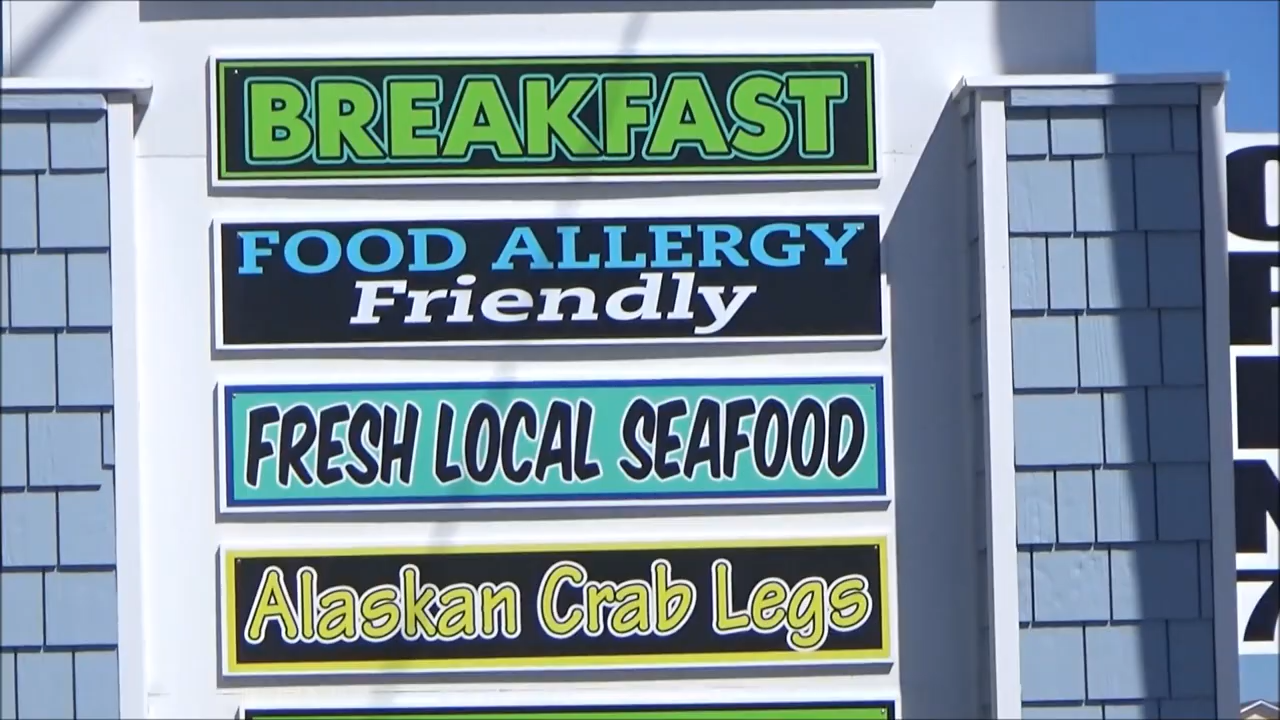 BREAKFAST
FOOD ALLERGY
Friendly
FRESH LOCAL SEAFOOD
Alaskan Crab Legs